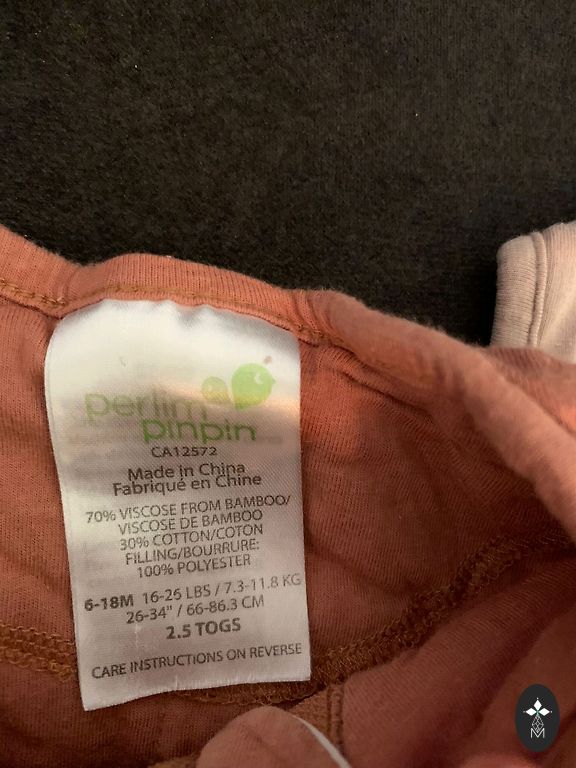 perlim
pinpin
CA12572
Made in China
Fabriqué en Chine
70% VISCOSE FROM BAMBOO/
VISCOSE DE BAMBOO
30% COTTON/COTON
FILLING/BOURRURE:
100% POLYESTER
6-18M 16-26 LBS / 7.3-11.8 KG
26-34" / 66-86.3 CM
2.5 TOGS
CARE INSTRUCTIONS ON REVERSE